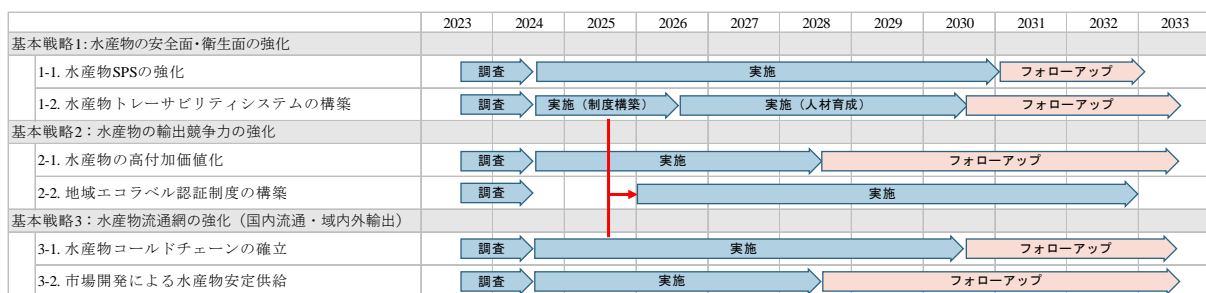 2023 2024 2025 2026 2027 2028 2029 2030 2031 2032 2033
基本戦略1:水産物の安全面・衛生面の強化
1-1. 水産物SPSの強化 調査 実施 フォローアップ
1-2. 水産物トレーサビリティシステムの構築 調査 実施（制度構築） 実施（人材育成） フォローアップ
基本戦略2：水産物の輸出競争力の強化
2-1. 水産物の高付加価値化 調査 実施 フォローアップ
2-2. 地域エコラベル認証制度の構築 調査 実施
基本戦略3：水産物流通網の強化（国内流通・域内外輸出）
3-1. 水産物コールドチェーンの確立 調査 実施 フォローアップ
3-2. 市場開発による水産物安定供給 調査 実施 フォローアップ